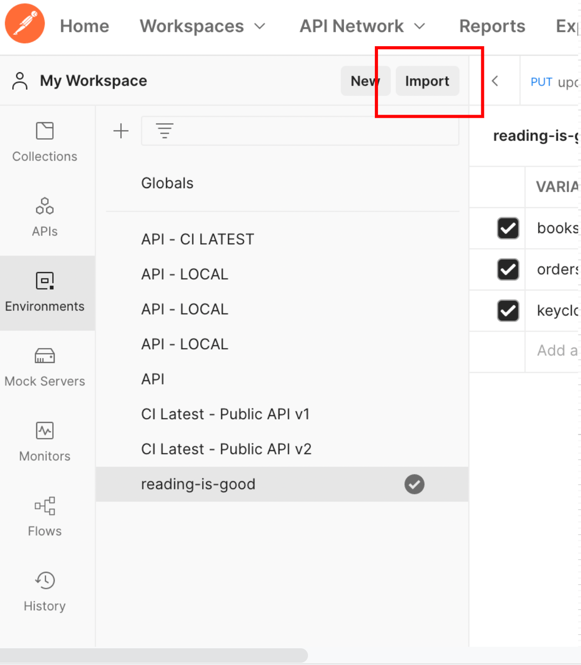 Home Workspaces API Network Reports Ex
My Workspace New Import PUT upd
Collections
APIs
Environments
Mock Servers
Monitors
Flows
History
Globals
API - CI LATEST
API - LOCAL
API - LOCAL
API - LOCAL
API
CI Latest - Public API v1
CI Latest - Public API v2
reading-is-good
reading-is-g
VARIA
books
orders
keyclo
Add a